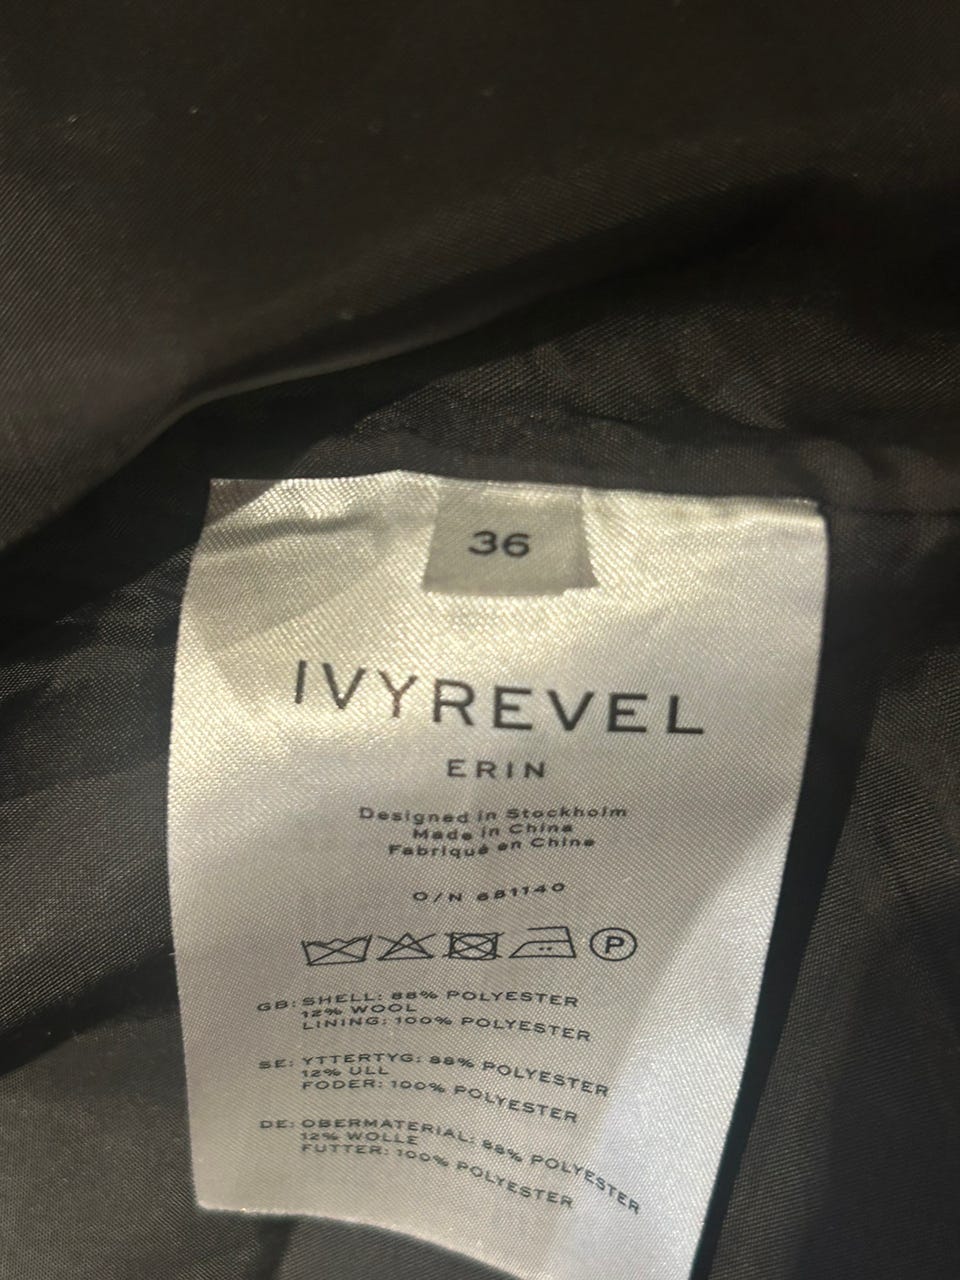 36
IVYREVEL
ERIN
Designed in Stockholm
Made in China
Fabriqué en Chine
O/N 681140
P
GB: SHELL: 88% POLYESTER
12% WOOL
LINING: 100% POLYESTER
SE: YTTERTYG: 88% POLYESTER
12% ULL
FODER: 100% POLYESTER
DE: OBERMATERIAL: 88% POLYESTER
12% WOLLE
FUTTER: 100% POLYESTER